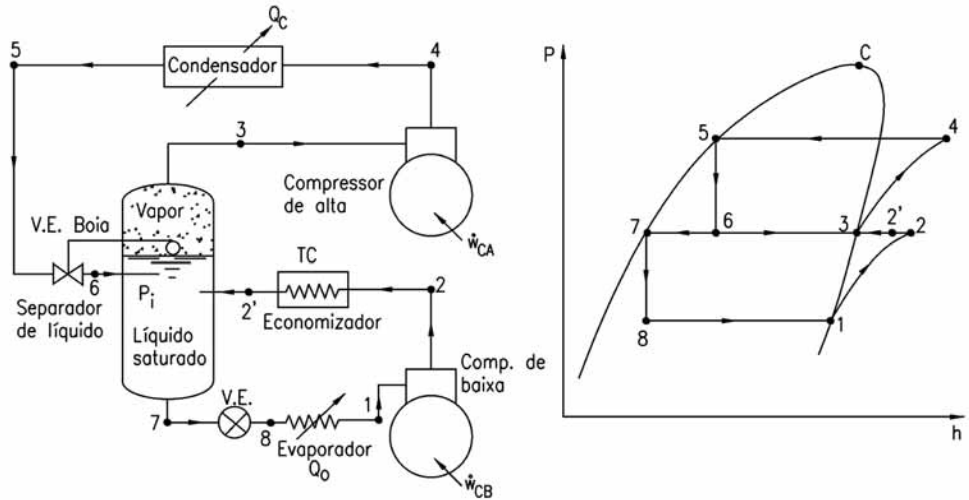 Q_C
5
4
Condensador
3
Compressor
de alta
Ẇ_CA
Vapor
V.E. Boia
6
Separador
de líquido
P_i
Líquido
saturado
TC
2'
Economizador
2
Comp. de
baixa
V.E.
7
8
1
Evaporador
Q_o
Ẇ_CB
P
C
5
4
7
6
3
2'
2
8
1
h